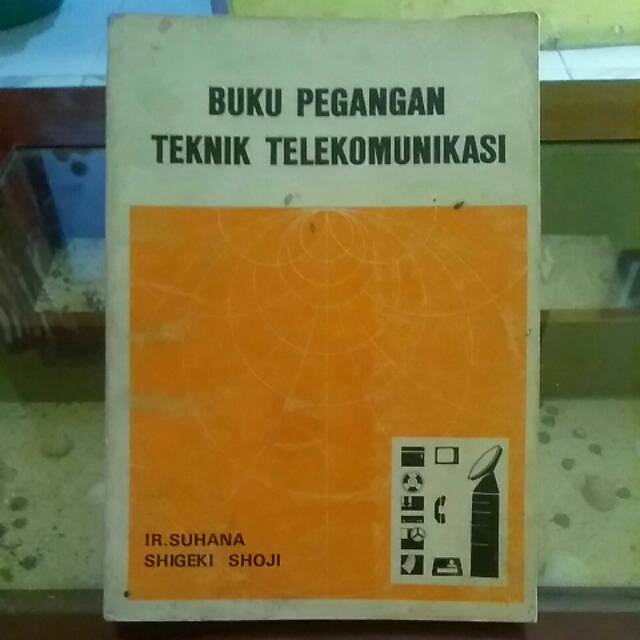 BUKU PEGANGAN
TEKNIK TELEKOMUNIKASI
IR.SUHANA
SHIGEKI SHOJI